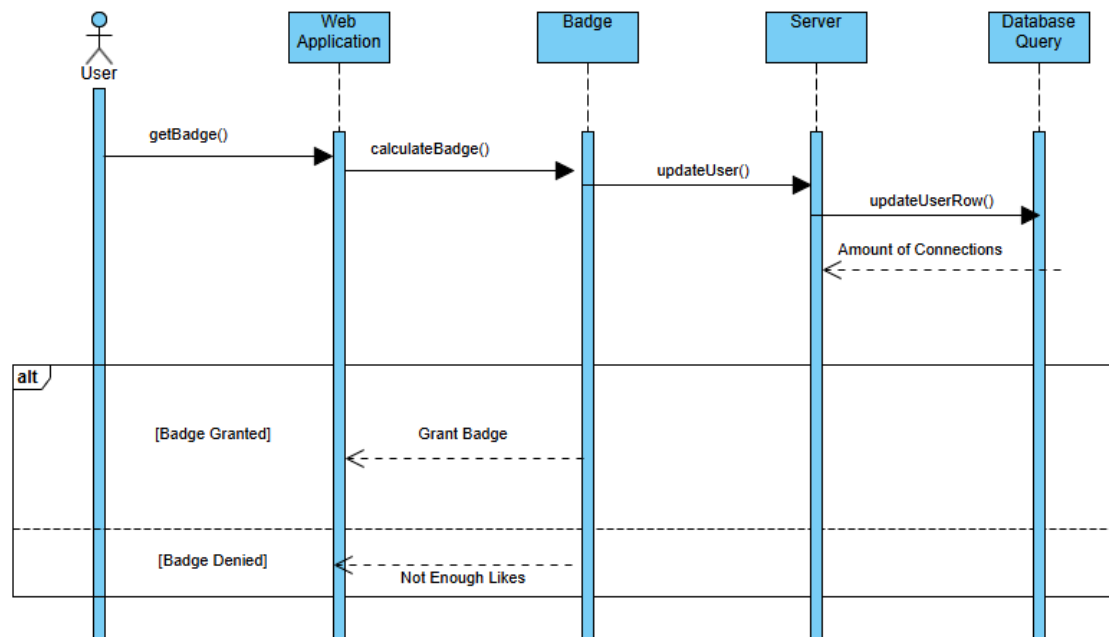 Web
Application
Badge
Server
Database
Query
User
getBadge()
calculateBadge()
updateUser()
updateUserRow()
Amount of Connections
alt
[Badge Granted]
Grant Badge
[Badge Denied]
Not Enough Likes